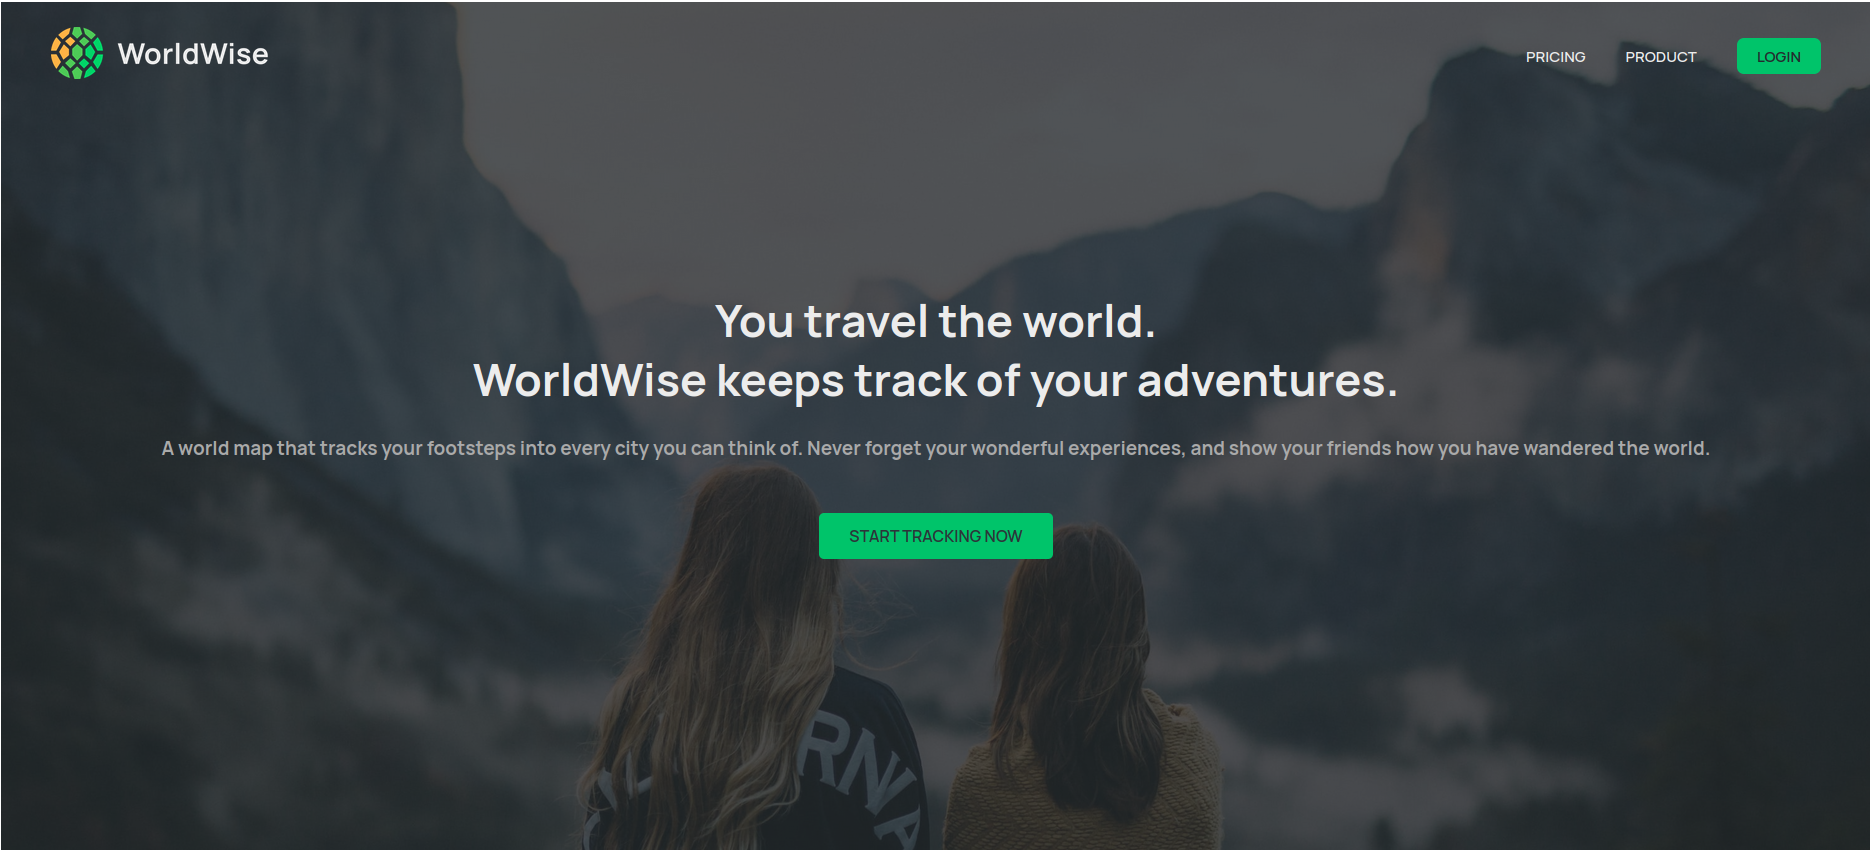 WorldWise
PRICING
PRODUCT
LOGIN
You travel the world.
WorldWise keeps track of your adventures.
A world map that tracks your footsteps into every city you can think of. Never forget your wonderful experiences, and show your friends how you have wandered the world.
START TRACKING NOW
RNA